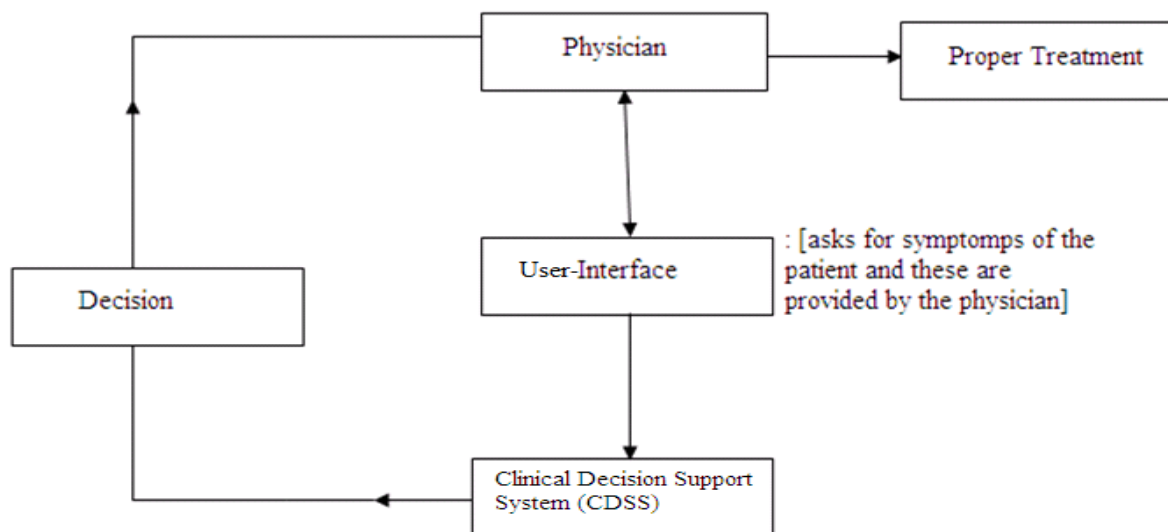 Physician
Proper Treatment
User-Interface
: [asks for symptomps of the
patient and these are
provided by the physician]
Decision
Clinical Decision Support
System (CDSS)